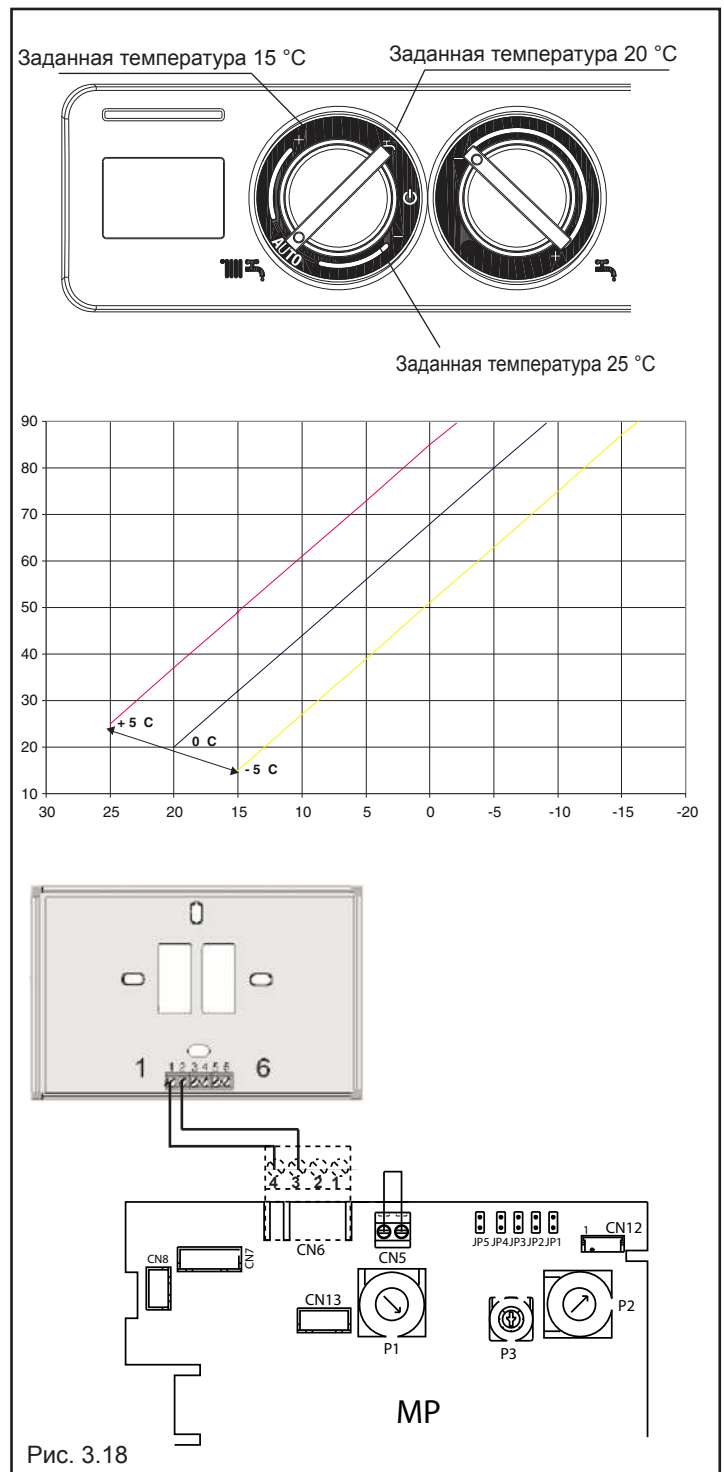 Заданная температура 15 °C
Заданная температура 20 °C
+
−
AUTO
−
+
Заданная температура 25 °C
90
80
70
60
50
40
30
20
10
+ 5 C
0 C
- 5 C
30 25 20 15 10 5 0 -5 -10 -15 -20
1 1 2 3 4 5 6 6
4 3 2 1
CN8
CN7
CN6
CN5
JP5 JP4 JP3 JP2 JP1
1 CN12
CN13
P1
P3
P2
MP
Рис. 3.18